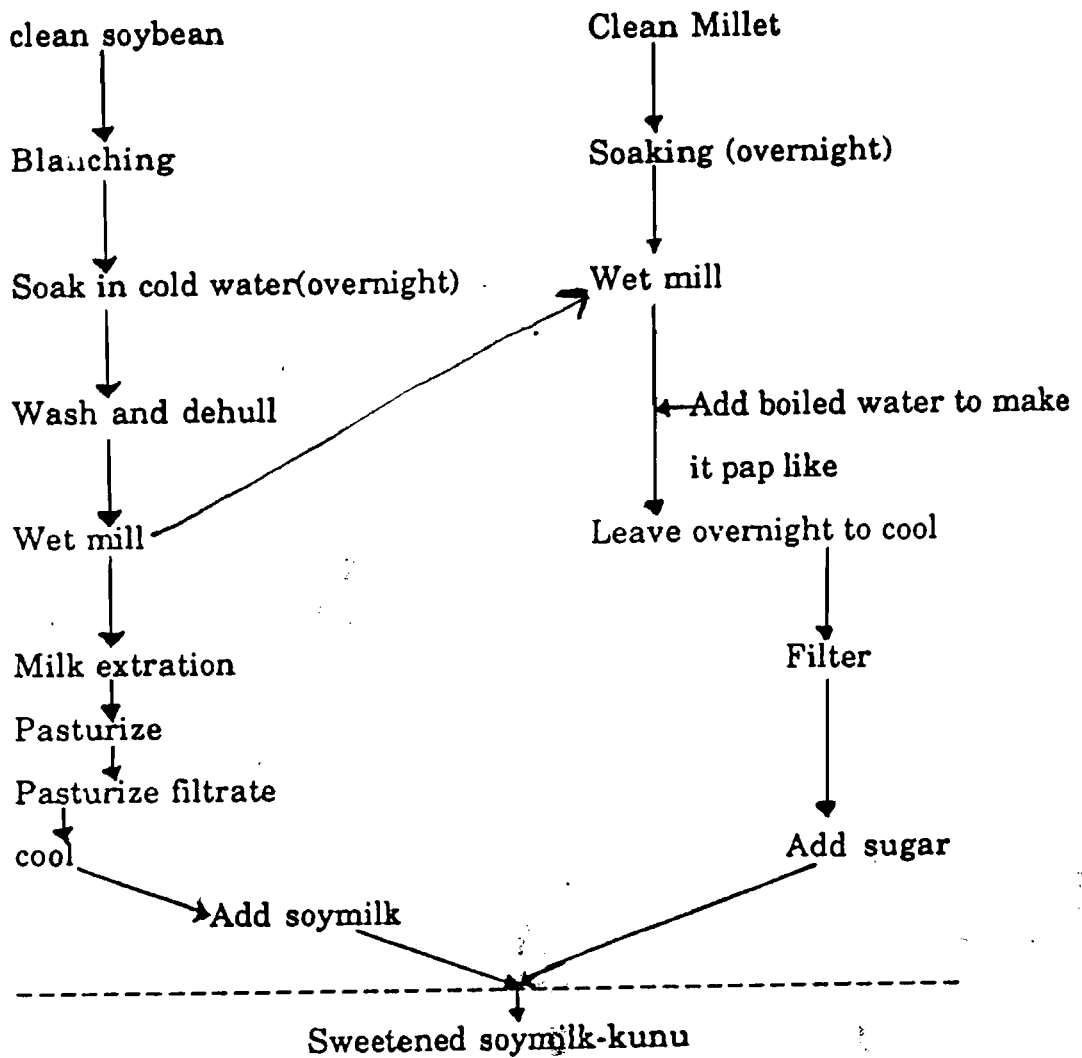 clean soybean
Blanching
Soak in cold water(overnight)
Wash and dehull
Wet mill
Milk extration
Pasturize
Pasturize filtrate
cool
Add soymilk
Clean Millet
Soaking (overnight)
Wet mill
Add boiled water to make
it pap like
Leave overnight to cool
Filter
Add sugar
Sweetened soymilk-kunu